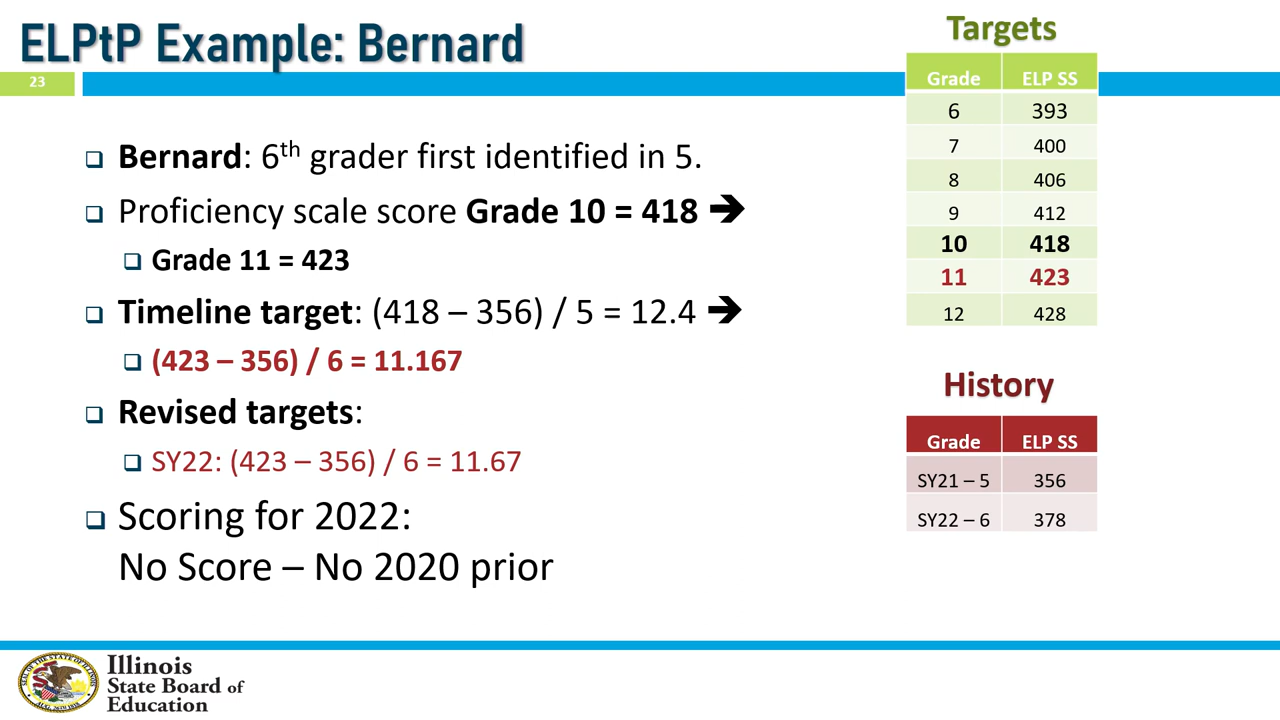 ELPtP Example: Bernard
23
❑ Bernard: 6th grader first identified in 5.
❑ Proficiency scale score Grade 10 = 418 ➔
❑ Grade 11 = 423
❑ Timeline target: (418 – 356) / 5 = 12.4 ➔
❑ (423 – 356) / 6 = 11.167
❑ Revised targets:
❑ SY22: (423 – 356) / 6 = 11.67
❑ Scoring for 2022:
No Score – No 2020 prior
Targets
Grade ELP SS
6 393
7 400
8 406
9 412
10 418
11 423
12 428
History
Grade ELP SS
SY21 – 5 356
SY22 – 6 378
Illinois
State Board of
Education